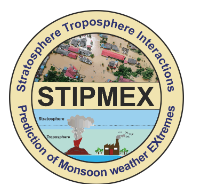 Stratosphere Troposphere Interactions
STIPMEX
Stratosphere
Troposphere
Prediction of Monsoon weather EXtremes